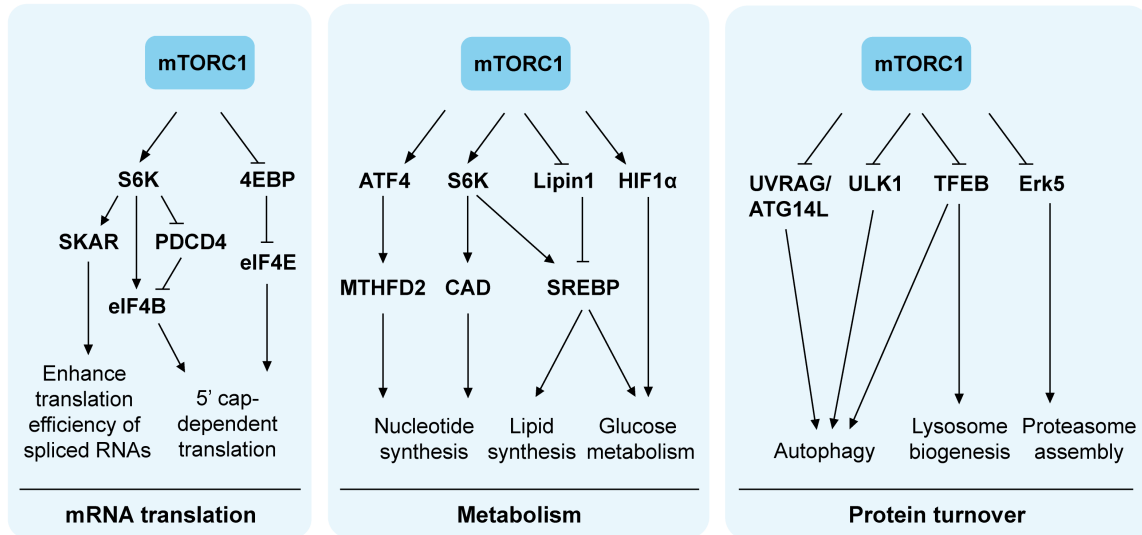 mTORC1
S6K
4EBP
SKAR
PDCD4
eIF4E
eIF4B
Enhance
translation
efficiency of
spliced RNAs
5’ cap-
dependent
translation
mRNA translation
mTORC1
ATF4
S6K
Lipin1
HIF1α
MTHFD2
CAD
SREBP
Nucleotide
synthesis
Lipid
synthesis
Glucose
metabolism
Metabolism
mTORC1
UVRAG/
ATG14L
ULK1
TFEB
Erk5
Autophagy
Lysosome
biogenesis
Proteasome
assembly
Protein turnover